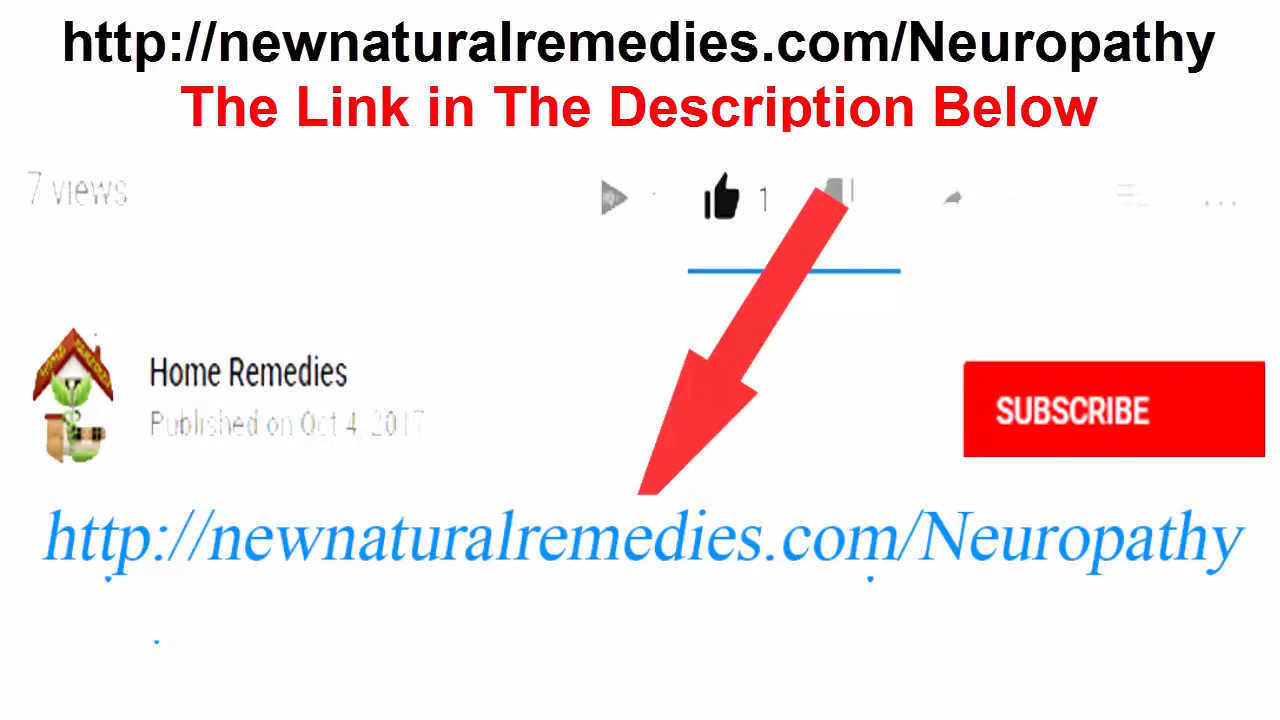 http://newnaturalremedies.com/Neuropathy
The Link in The Description Below
7 views
1
Home Remedies
Published on Oct 4, 2017
SUBSCRIBE
http://newnaturalremedies.com/Neuropathy